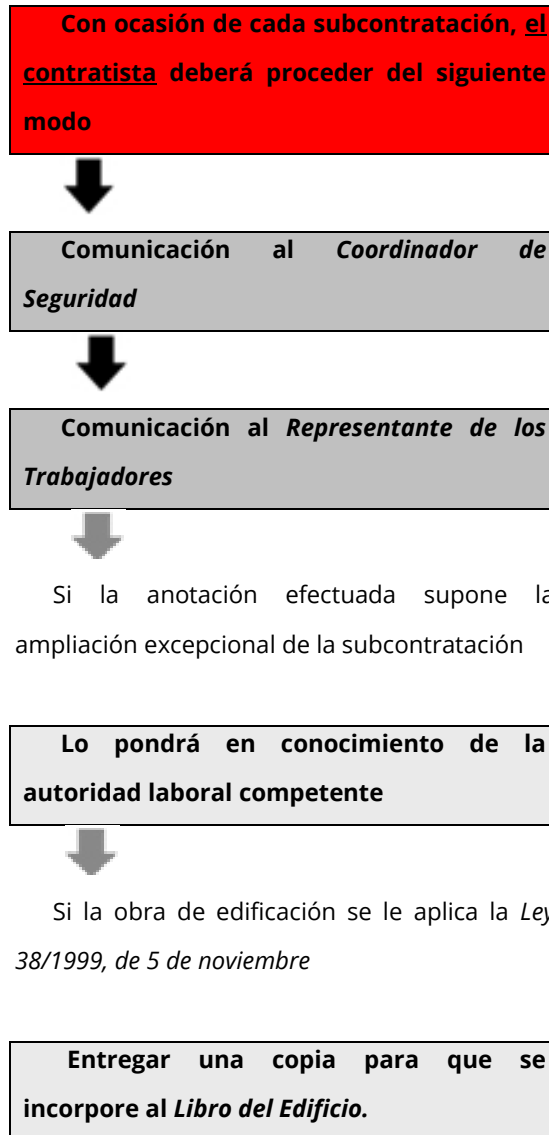 Con ocasión de cada subcontratación, el
contratista deberá proceder del siguiente
modo
Comunicación al Coordinador de
Seguridad
Comunicación al Representante de los
Trabajadores
Si la anotación efectuada supone la
ampliación excepcional de la subcontratación
Lo pondrá en conocimiento de la
autoridad laboral competente
Si la obra de edificación se le aplica la Ley
38/1999, de 5 de noviembre
Entregar una copia para que se
incorpore al Libro del Edificio.